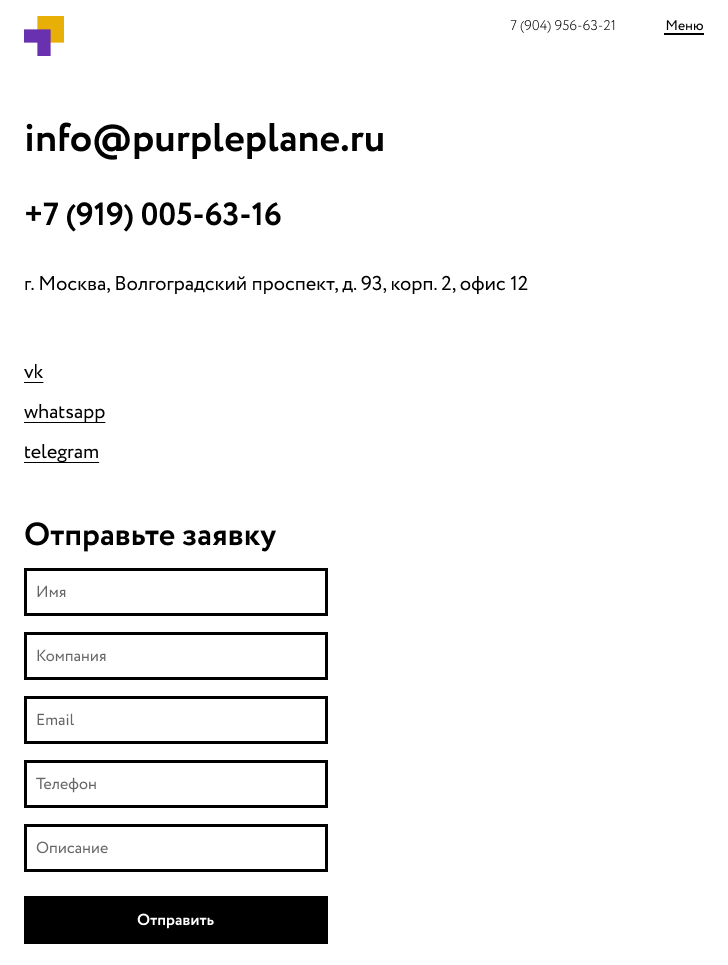 7 (904) 956-63-21
Меню
info@purpleplane.ru
+7 (919) 005-63-16
г. Москва, Волгоградский проспект, д. 93, корп. 2, офис 12
vk
whatsapp
telegram
Отправьте заявку
Имя
Компания
Email
Телефон
Описание
Отправить